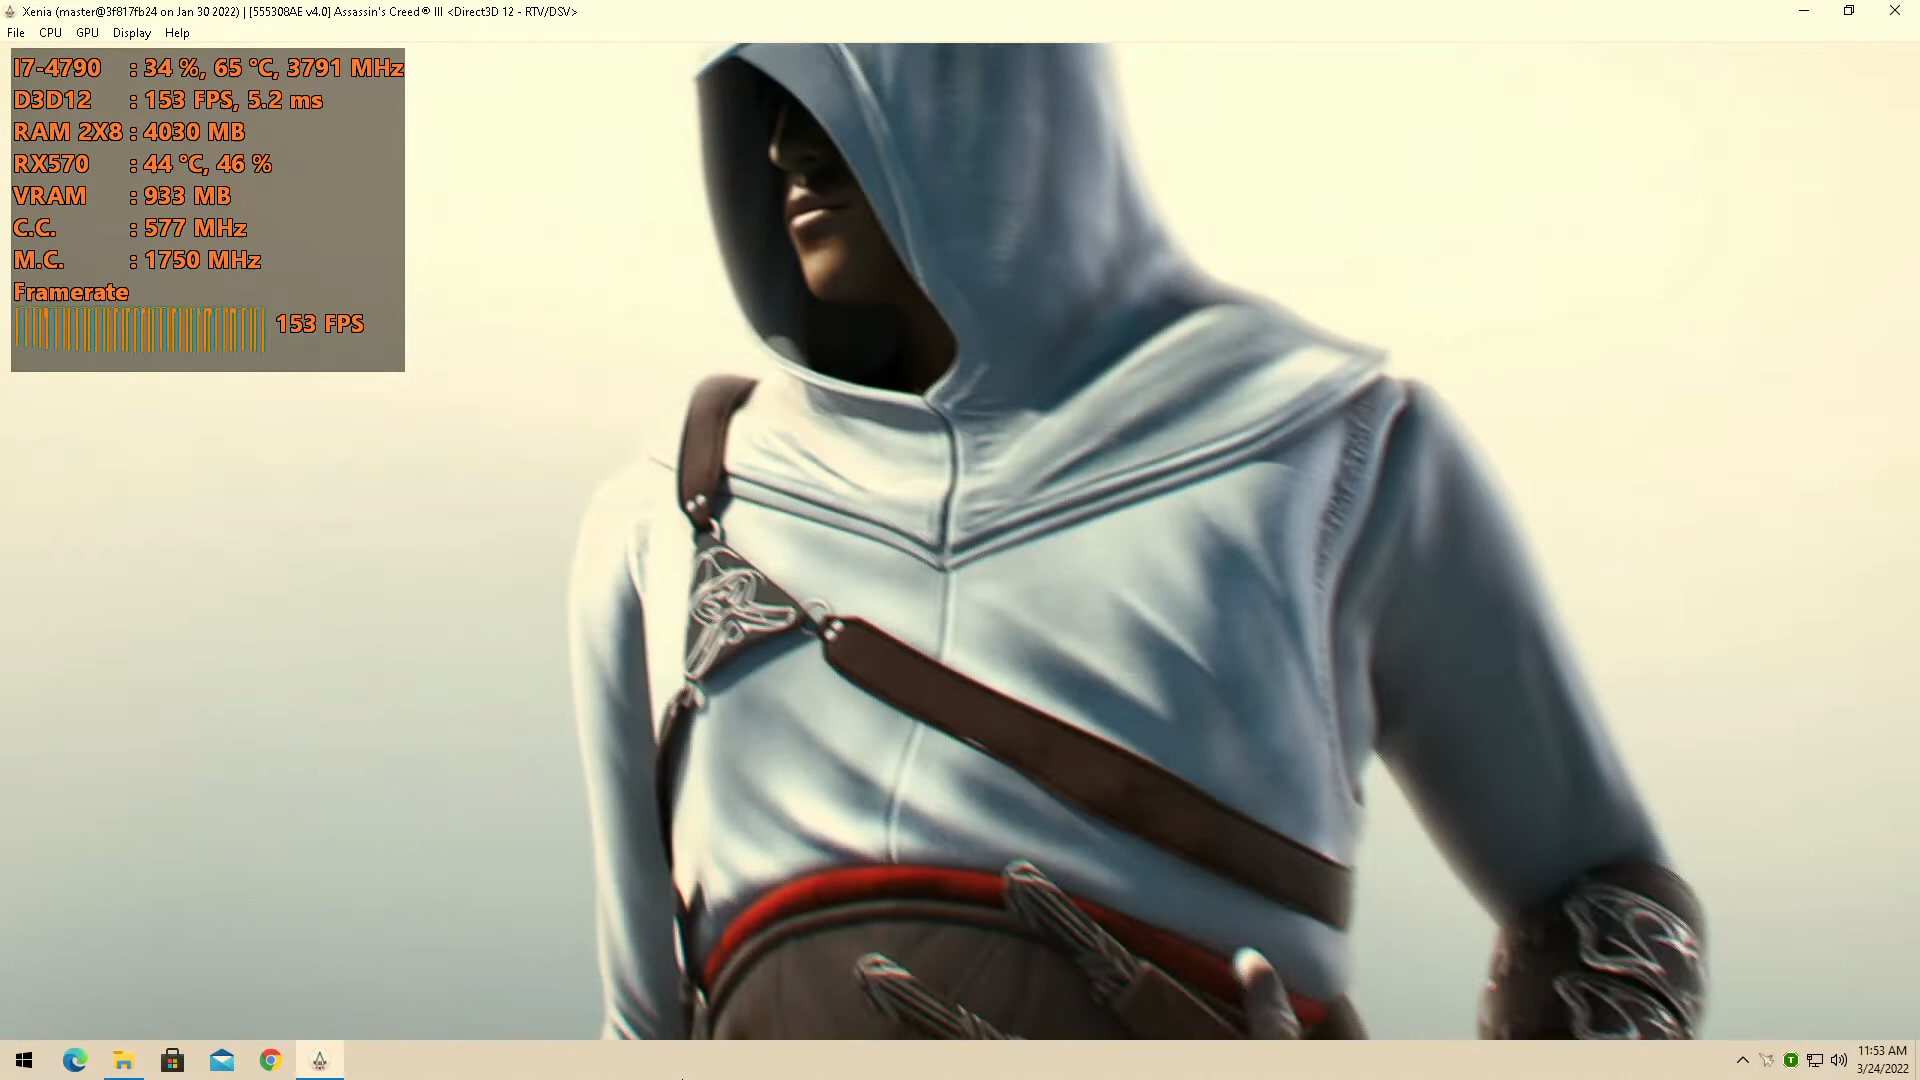 Xenia (master@3f817fb24 on Jan 30 2022) | [555308AE v4.0] Assassin's Creed® III <Direct3D 12 - RTV/DSV>
File CPU GPU Display Help
I7-4790 : 34 %, 65 °C, 3791 MHz
D3D12 : 153 FPS, 5.2 ms
RAM 2X8 : 4030 MB
RX570 : 44 °C, 46 %
VRAM : 933 MB
C.C. : 577 MHz
M.C. : 1750 MHz
Framerate
153 FPS
T
11:53 AM
3/24/2022